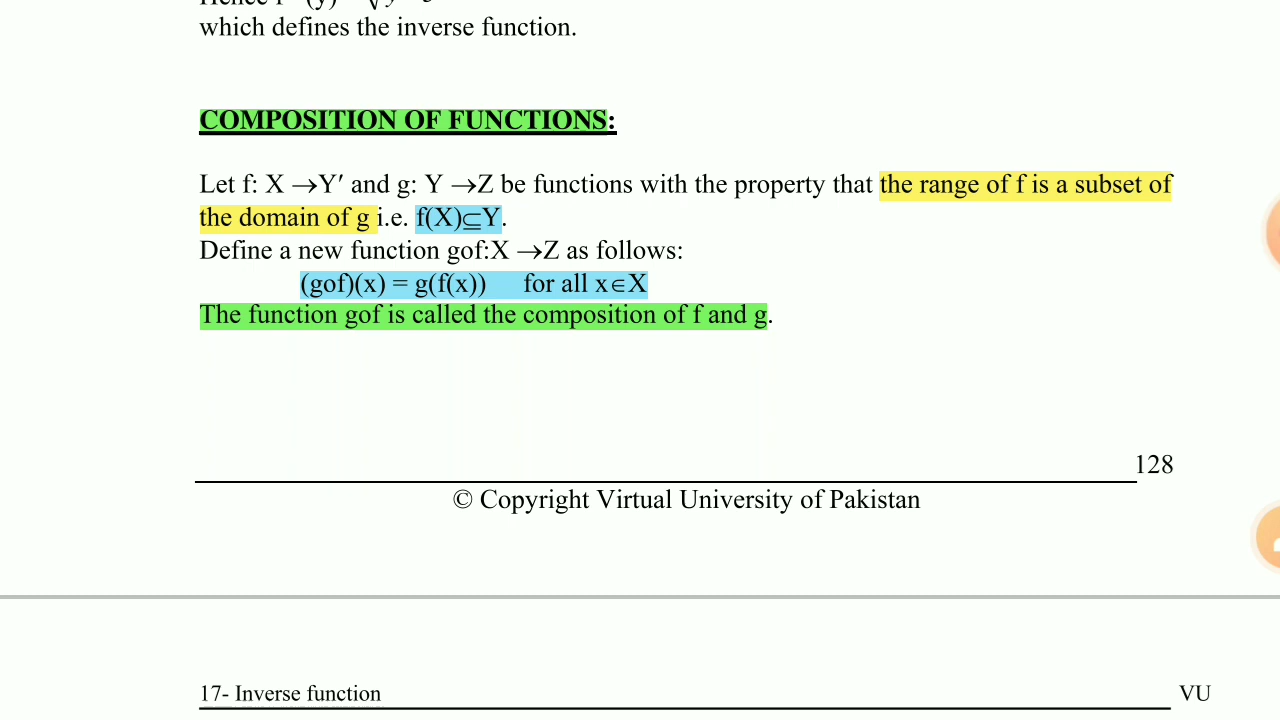 which defines the inverse function.
COMPOSITION OF FUNCTIONS:
Let f: X →Y′ and g: Y →Z be functions with the property that the range of f is a subset of
the domain of g i.e. f(X)⊆Y.
Define a new function gof:X →Z as follows:
(gof)(x) = g(f(x)) for all x∈X
The function gof is called the composition of f and g.
128
© Copyright Virtual University of Pakistan
17- Inverse function VU